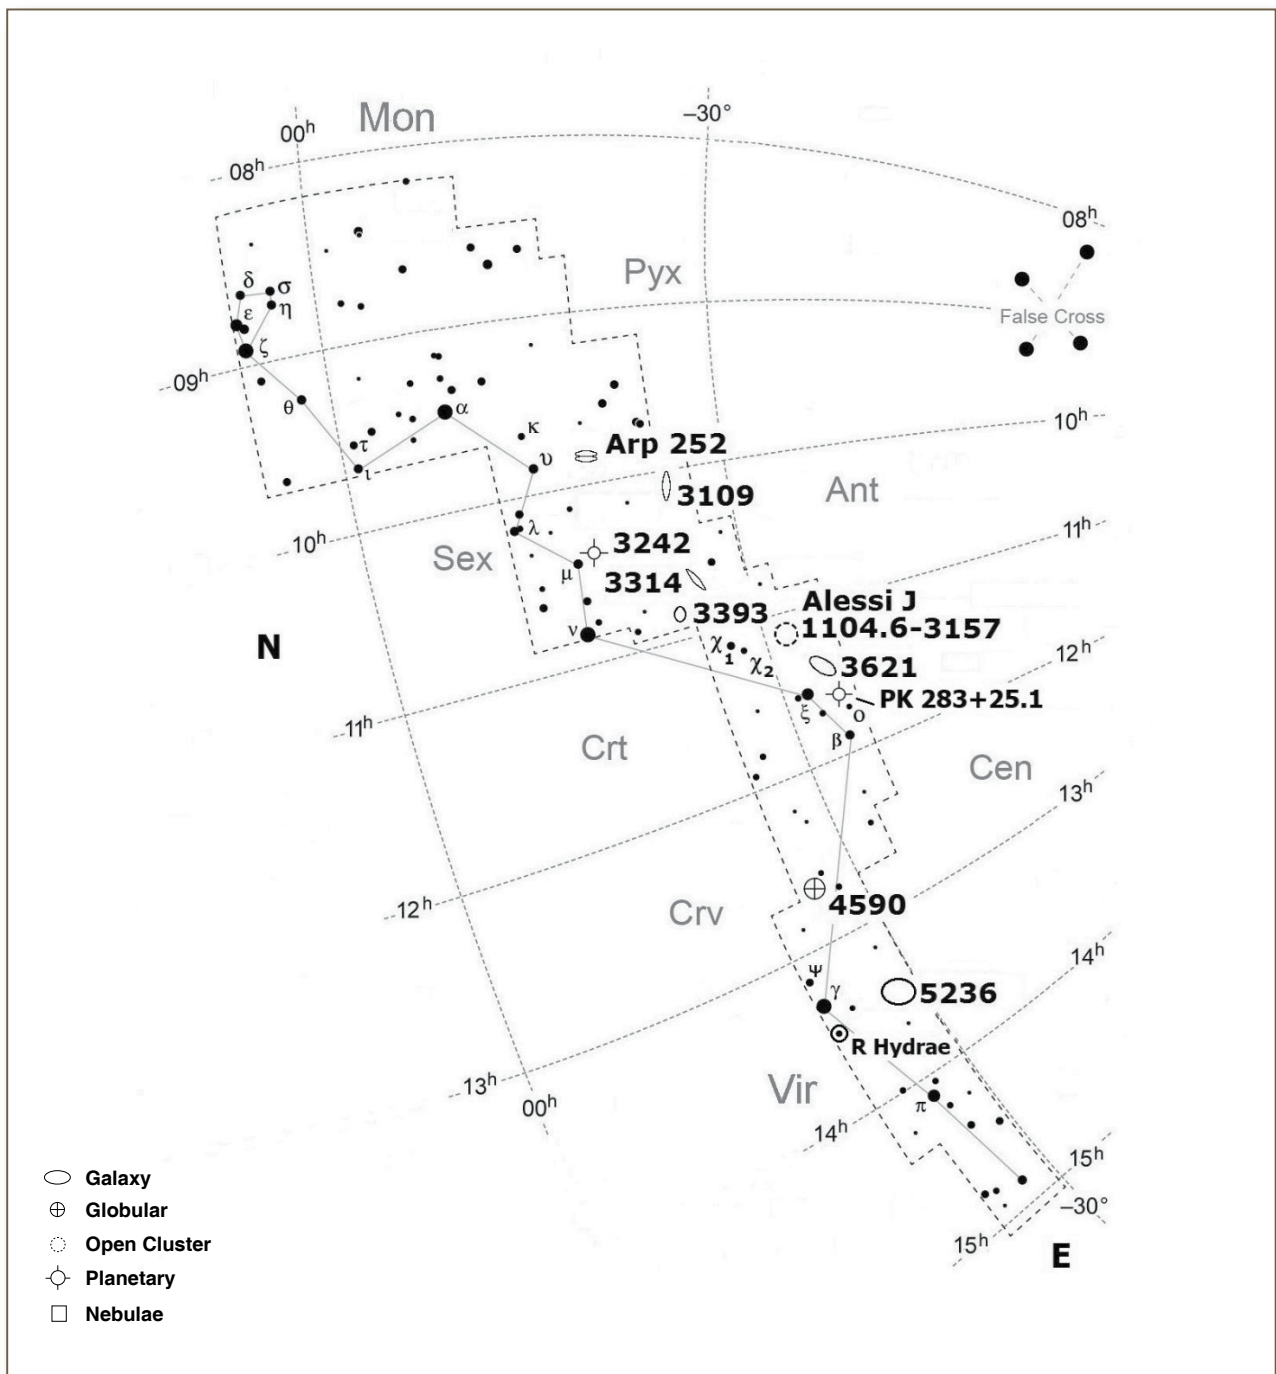 Mon
–30°
00h
08h
08h
Pyx
δ
σ
η
ε
ζ
False Cross
09h
θ
α
κ
10h
τ
Arp 252
ι
υ
3109
Ant
10h
λ
11h
Sex
3242
μ
3314
Alessi J
3393
1104.6-3157
N
ν
χ1
χ2
12h
3621
PK 283+25.1
ξ
ο
11h
β
Crt
Cen
13h
4590
12h
Crv
14h
Ψ
γ
5236
R Hydrae
13h
Vir
00h
π
14h
15h
–30°
15h
E
Galaxy
Globular
Open Cluster
Planetary
Nebulae